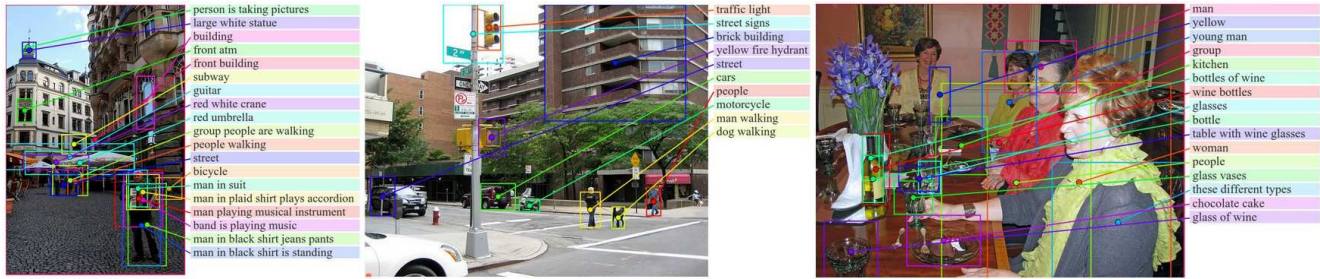 person is taking pictures
large white statue
building
front atm
front building
subway
guitar
red white crane
red umbrella
group people are walking
people walking
street
bicycle
man in suit
man in plaid shirt plays accordion
man playing musical instrument
band is playing music
man in black shirt jeans pants
man in black shirt is standing
traffic light
street signs
brick building
yellow fire hydrant
street
cars
people
motorcycle
man walking
dog walking
2
man
yellow
young man
group
kitchen
bottles of wine
wine bottles
glasses
bottle
table with wine glasses
woman
people
glass vases
these different types
chocolate cake
glass of wine